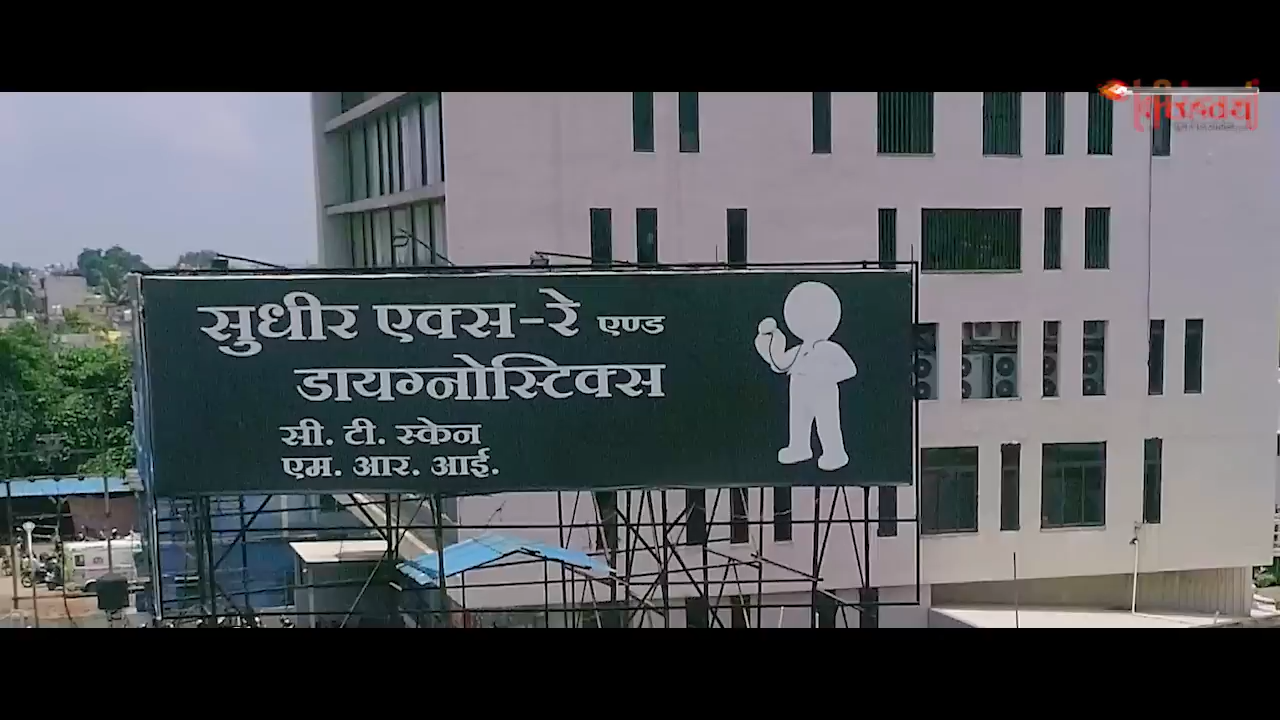 सुधीर एक्स-रे एण्ड
डायग्नोस्टिक्स
सी. टी. स्केन
एम. आर. आई.